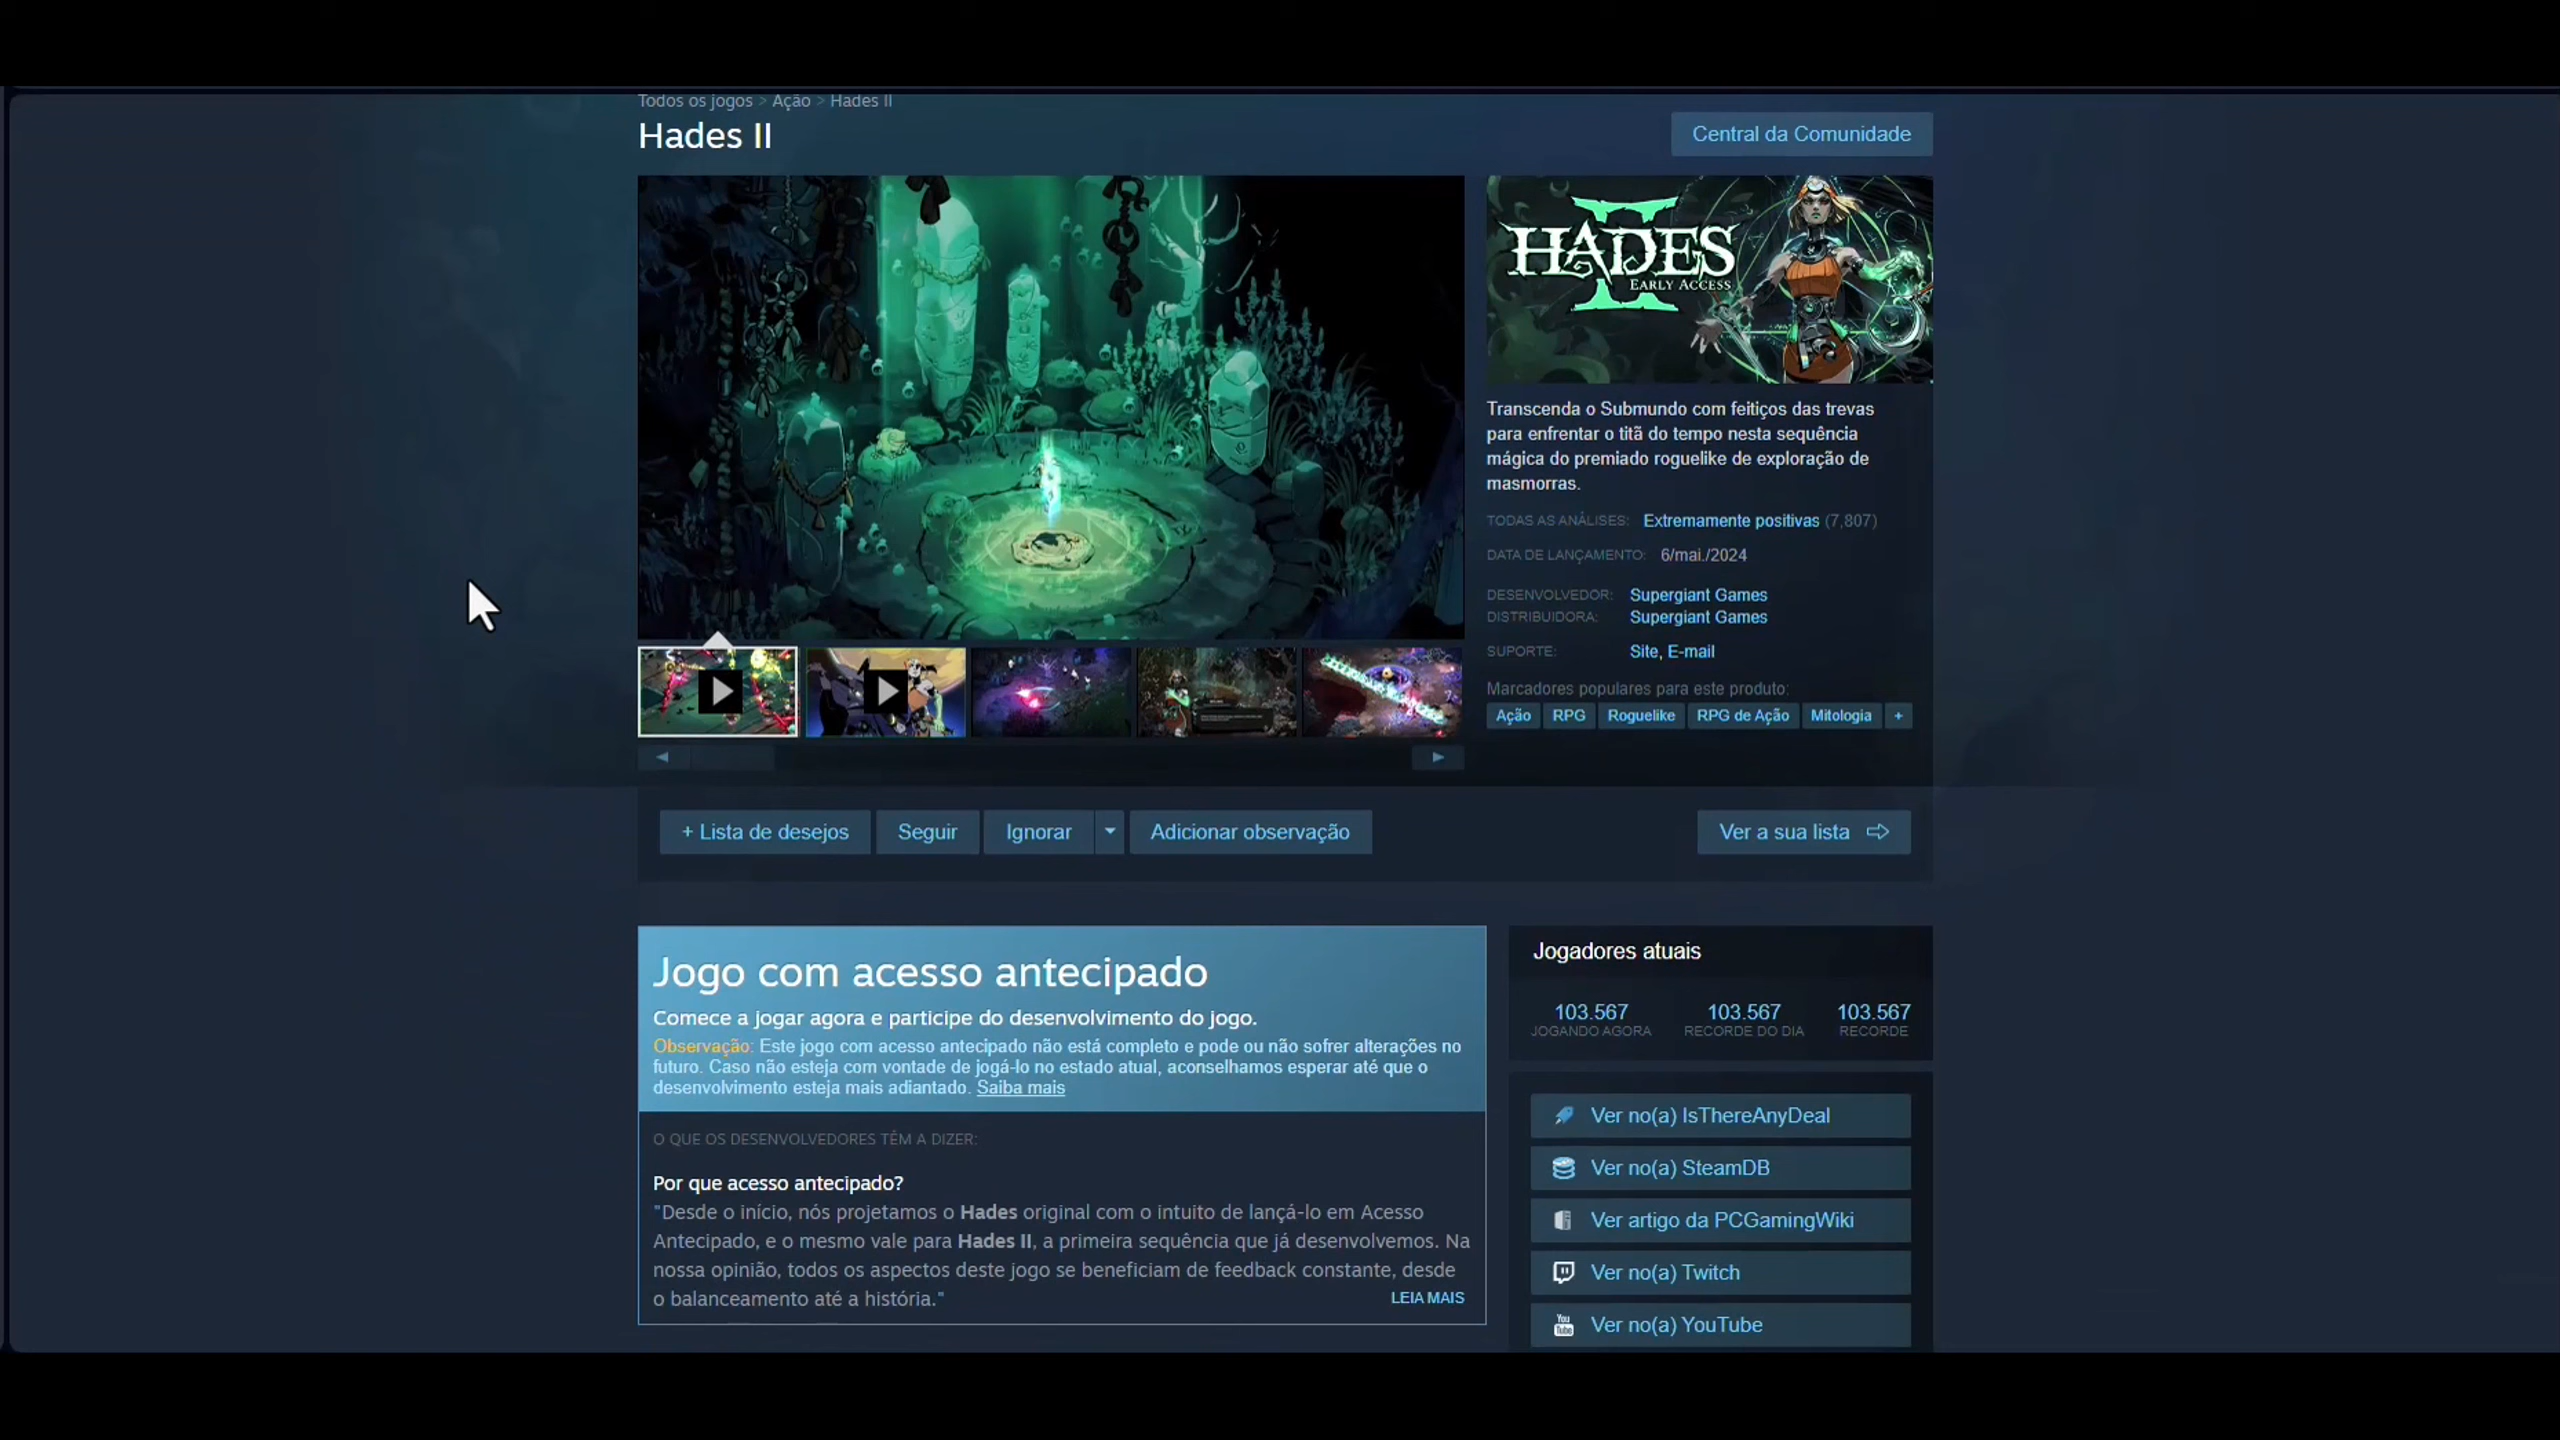 Todos os jogos > Ação > Hades II
Hades II
Central da Comunidade
HADES II
EARLY ACCESS
Transcenda o Submundo com feitiços das trevas
para enfrentar o titã do tempo nesta sequência
mágica do premiado roguelike de exploração de
masmorras.
TODAS AS ANÁLISES: Extremamente positivas (7,807)
DATA DE LANÇAMENTO: 6/mai./2024
DESENVOLVEDOR: Supergiant Games
DISTRIBUIDORA: Supergiant Games
SUPORTE: Site, E-mail
Marcadores populares para este produto:
Ação RPG Roguelike RPG de Ação Mitologia +
+ Lista de desejos Seguir Ignorar Adicionar observação Ver a sua lista
Jogo com acesso antecipado
Comece a jogar agora e participe do desenvolvimento do jogo.
Observação: Este jogo com acesso antecipado não está completo e pode ou não sofrer alterações no
futuro. Caso não esteja com vontade de jogá-lo no estado atual, aconselhamos esperar até que o
desenvolvimento esteja mais adiantado. Saiba mais
O QUE OS DESENVOLVEDORES TÊM A DIZER:
Por que acesso antecipado?
"Desde o início, nós projetamos o Hades original com o intuito de lançá-lo em Acesso
Antecipado, e o mesmo vale para Hades II, a primeira sequência que já desenvolvemos. Na
nossa opinião, todos os aspectos deste jogo se beneficiam de feedback constante, desde
o balanceamento até a história."
LEIA MAIS
Jogadores atuais
103.567 103.567 103.567
JOGANDO AGORA RECORDE DO DIA RECORDE
Ver no(a) IsThereAnyDeal
Ver no(a) SteamDB
Ver artigo da PCGamingWiki
Ver no(a) Twitch
You Tube Ver no(a) YouTube